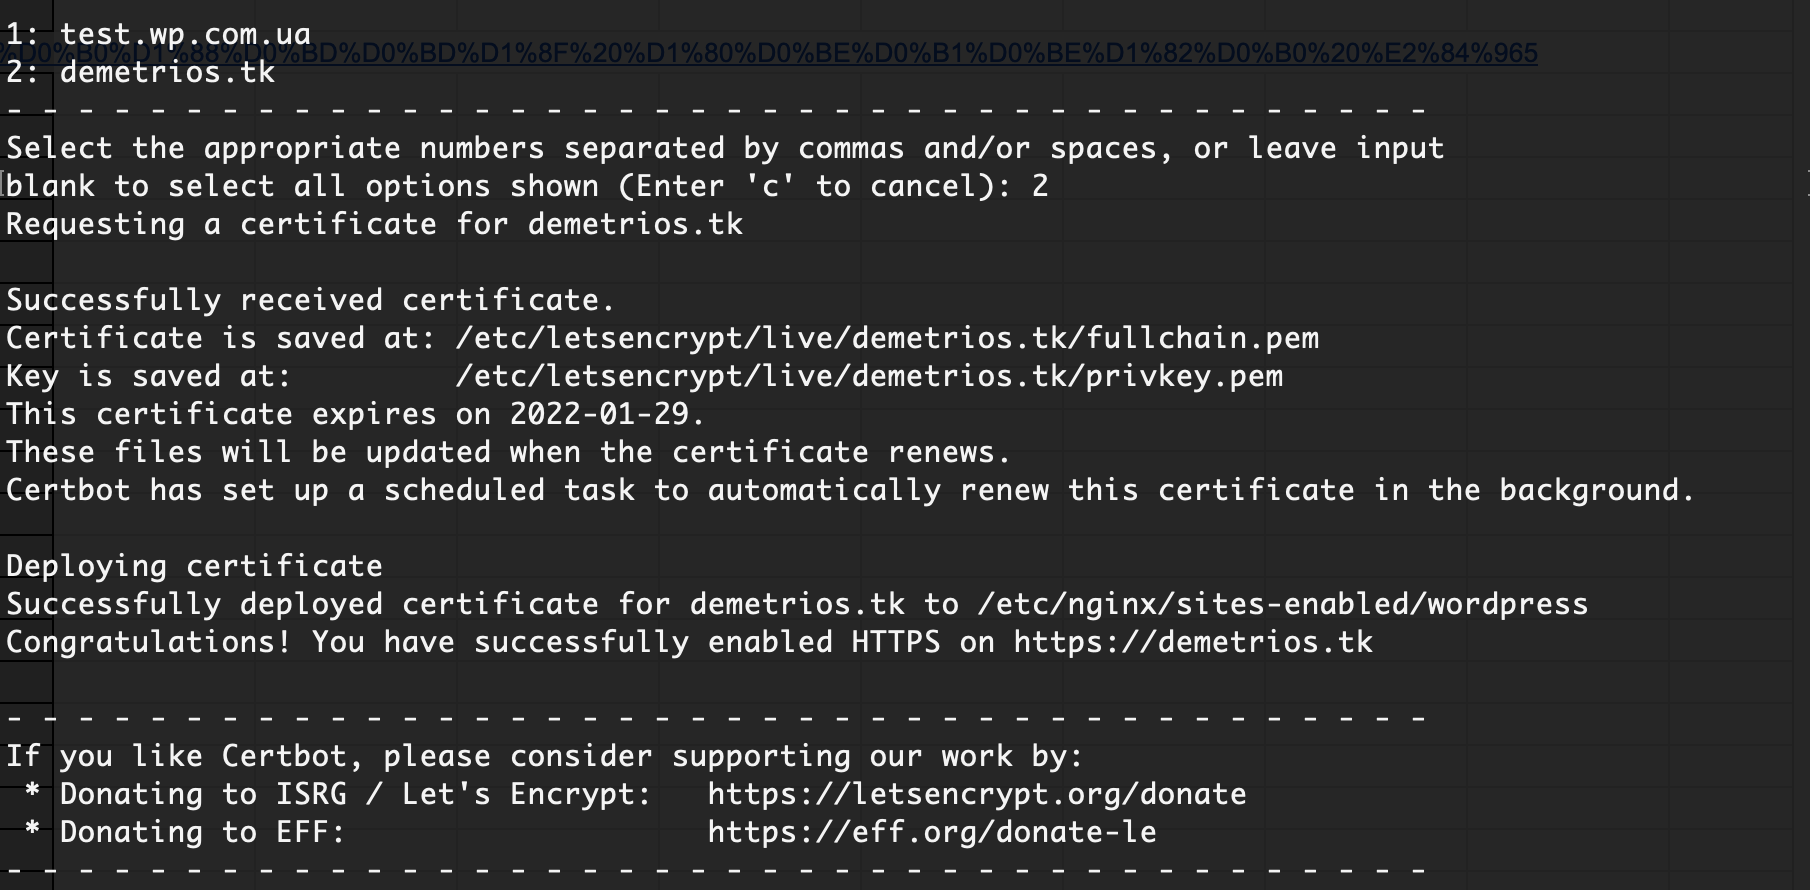 1: test.wp.com.ua
%D0%B0%D1%88%D0%BD%D0%BD%D1%8F%20%D1%80%D0%BE%D0%B1%D0%BE%D1%82%D0%B0%20%E2%84%965
2: demetrios.tk
- - - - - - - - - - - - - - - - - - - - - - - - - - - - - - - - - - - - - - - -
Select the appropriate numbers separated by commas and/or spaces, or leave input
blank to select all options shown (Enter 'c' to cancel): 2
Requesting a certificate for demetrios.tk
Successfully received certificate.
Certificate is saved at: /etc/letsencrypt/live/demetrios.tk/fullchain.pem
Key is saved at:         /etc/letsencrypt/live/demetrios.tk/privkey.pem
This certificate expires on 2022-01-29.
These files will be updated when the certificate renews.
Certbot has set up a scheduled task to automatically renew this certificate in the background.
Deploying certificate
Successfully deployed certificate for demetrios.tk to /etc/nginx/sites-enabled/wordpress
Congratulations! You have successfully enabled HTTPS on https://demetrios.tk
- - - - - - - - - - - - - - - - - - - - - - - - - - - - - - - - - - - - - - - -
If you like Certbot, please consider supporting our work by:
 * Donating to ISRG / Let's Encrypt:   https://letsencrypt.org/donate
 * Donating to EFF:                    https://eff.org/donate-le
- - - - - - - - - - - - - - - - - - - - - - - - - - - - - - - - - - - - - - - -